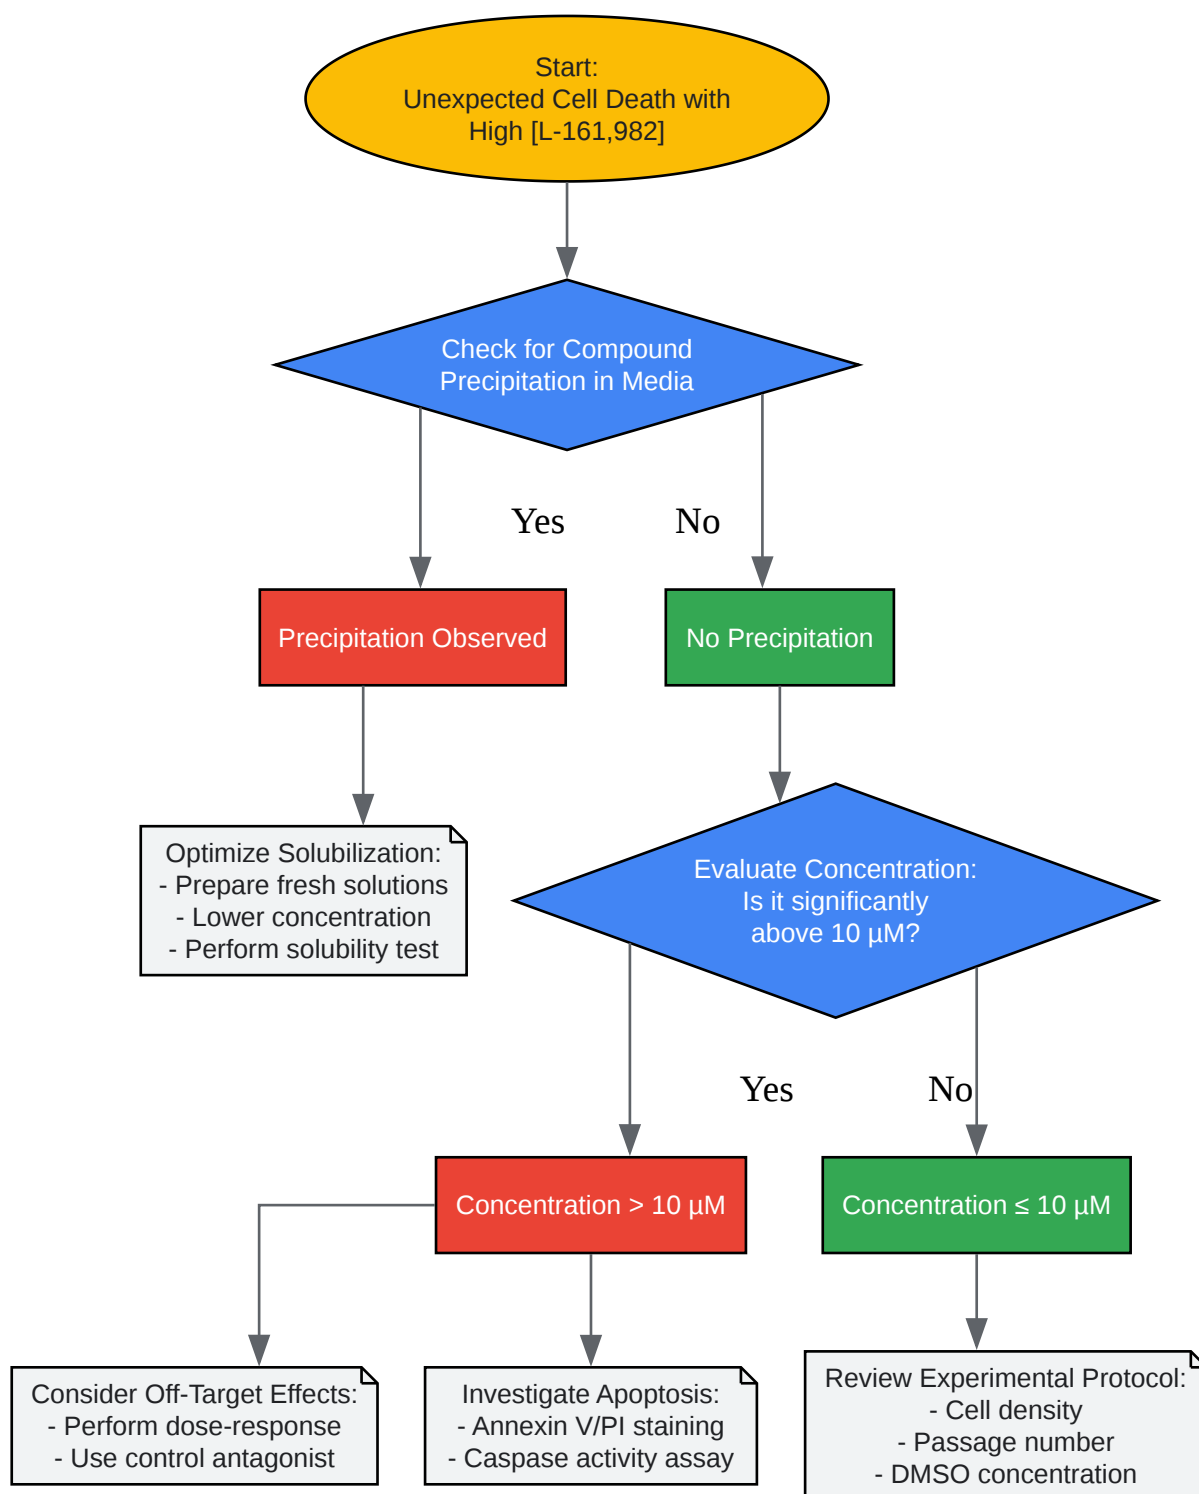 Start:
Unexpected Cell Death with
High [L-161,982]
Check for Compound
Precipitation in Media
Yes
No
Precipitation Observed
No Precipitation
Optimize Solubilization:
- Prepare fresh solutions
- Lower concentration
- Perform solubility test
Evaluate Concentration:
Is it significantly
above 10 µM?
Yes
No
Concentration > 10 µM
Concentration ≤ 10 µM
Consider Off-Target Effects:
- Perform dose-response
- Use control antagonist
Investigate Apoptosis:
- Annexin V/PI staining
- Caspase activity assay
Review Experimental Protocol:
- Cell density
- Passage number
- DMSO concentration